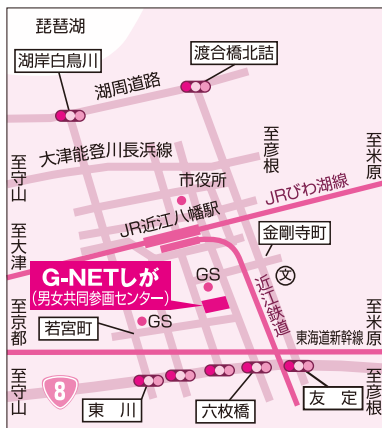 琵琶湖
湖岸白鳥川
渡合橋北詰
湖周道路
大津能登川長浜線
至守山
至彦根
至米原
市役所
JRびわ湖線
JR近江八幡駅
至大津
金剛寺町
G-NETしが
(男女共同参画センター)
GS
文
近江鉄道
至京都
若宮町
GS
東海道新幹線
至米原
至守山
8
東川
六枚橋
友定
至彦根